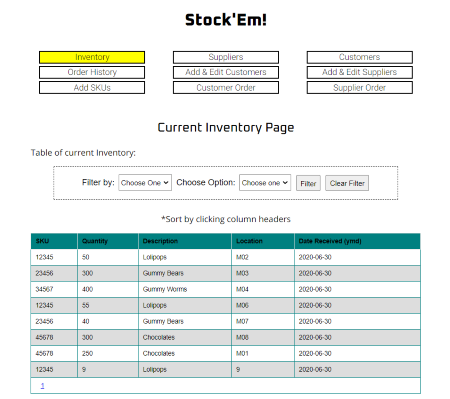 Stock'Em!
Inventory Suppliers Customers
Order History Add & Edit Customers Add & Edit Suppliers
Add SKUs Customer Order Supplier Order
Current Inventory Page
Table of current Inventory:
Filter by: Choose One Choose Option: Choose one Filter Clear Filter
*Sort by clicking column headers
SKU Quantity Description Location Date Received (ymd)
12345 50 Lolipops M02 2020-06-30
23456 300 Gummy Bears M03 2020-06-30
34567 400 Gummy Worms M04 2020-06-30
12345 55 Lolipops M06 2020-06-30
23456 40 Gummy Bears M07 2020-06-30
45678 300 Chocolates M08 2020-06-30
45678 250 Chocolates M01 2020-06-30
12345 9 Lolipops 9 2020-06-30
1